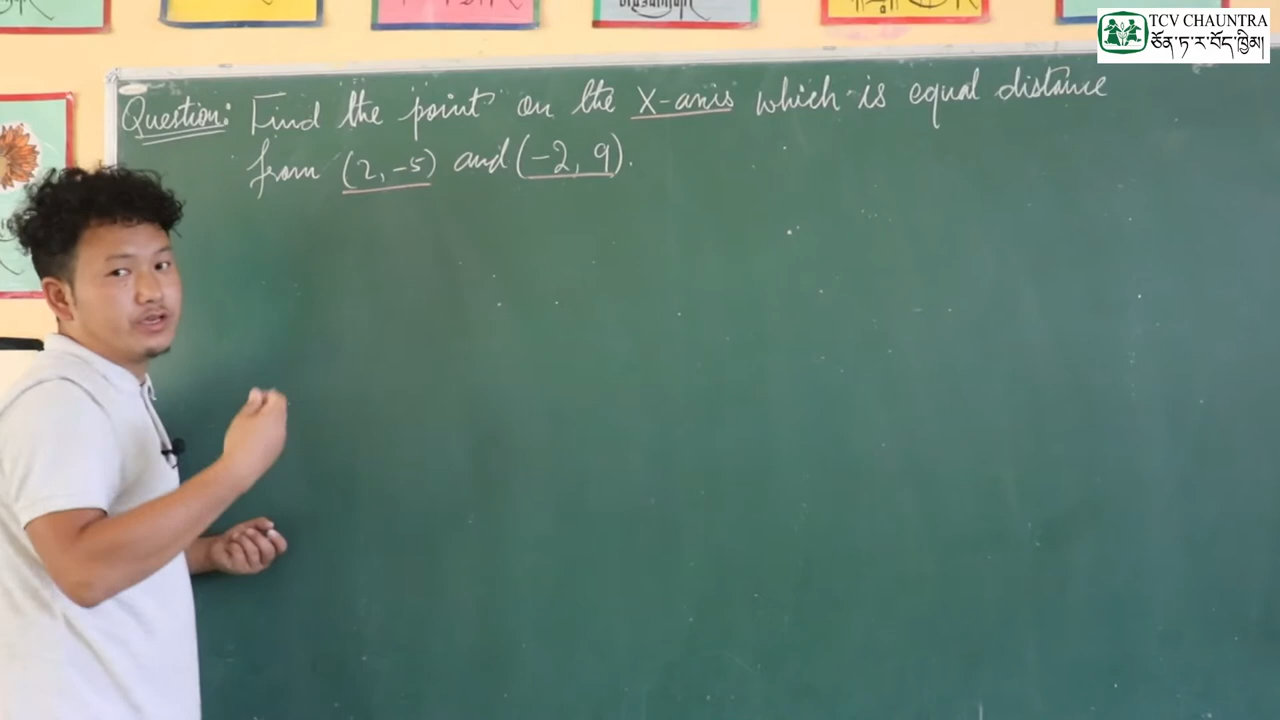 TCV CHAUNTRA
ཅོན་ཏ་ར་བོད་ཁྱིམ།
Question: Find the point on the X-axis which is equal distance
from (2, -5) and (-2, 9).